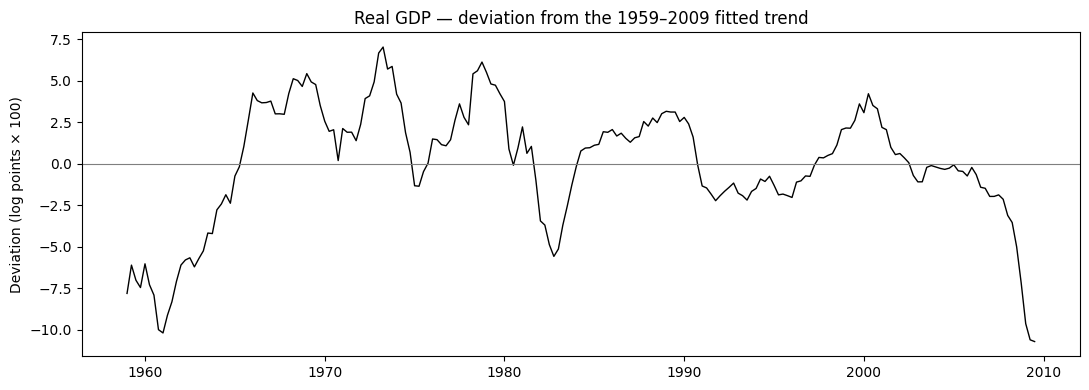 Real GDP — deviation from the 1959–2009 fitted trend
Deviation (log points × 100)
7.5
5.0
2.5
0.0
−2.5
−5.0
−7.5
−10.0
1960 1970 1980 1990 2000 2010